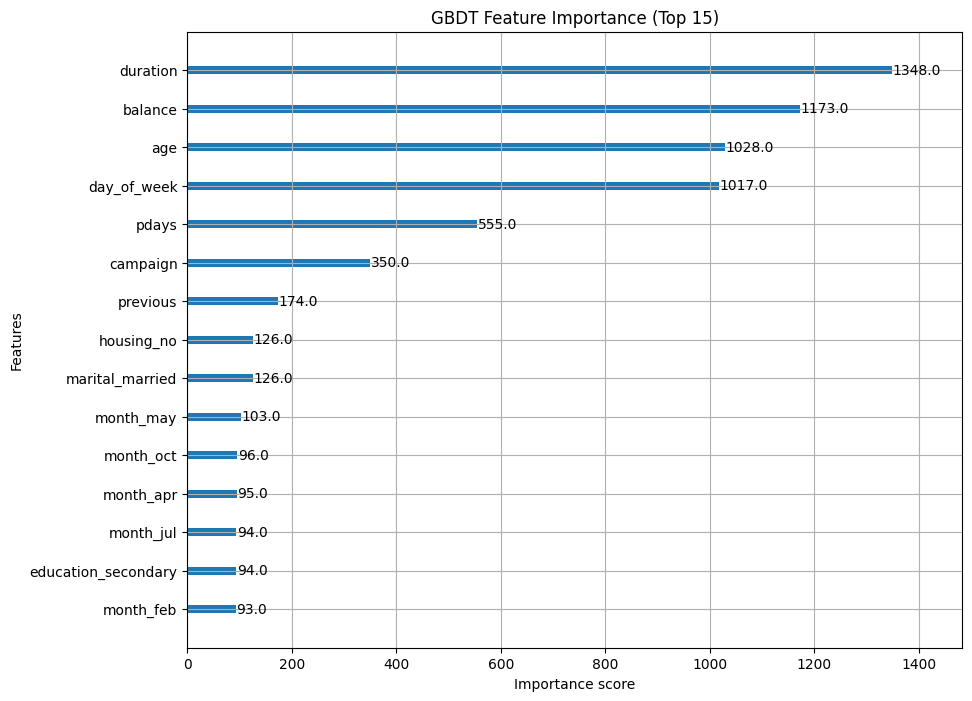 GBDT Feature Importance (Top 15)
duration 1348.0
balance 1173.0
age 1028.0
day_of_week 1017.0
pdays 555.0
campaign 350.0
previous 174.0
housing_no 126.0
marital_married 126.0
month_may 103.0
month_oct 96.0
month_apr 95.0
month_jul 94.0
education_secondary 94.0
month_feb 93.0
Features
0 200 400 600 800 1000 1200 1400
Importance score